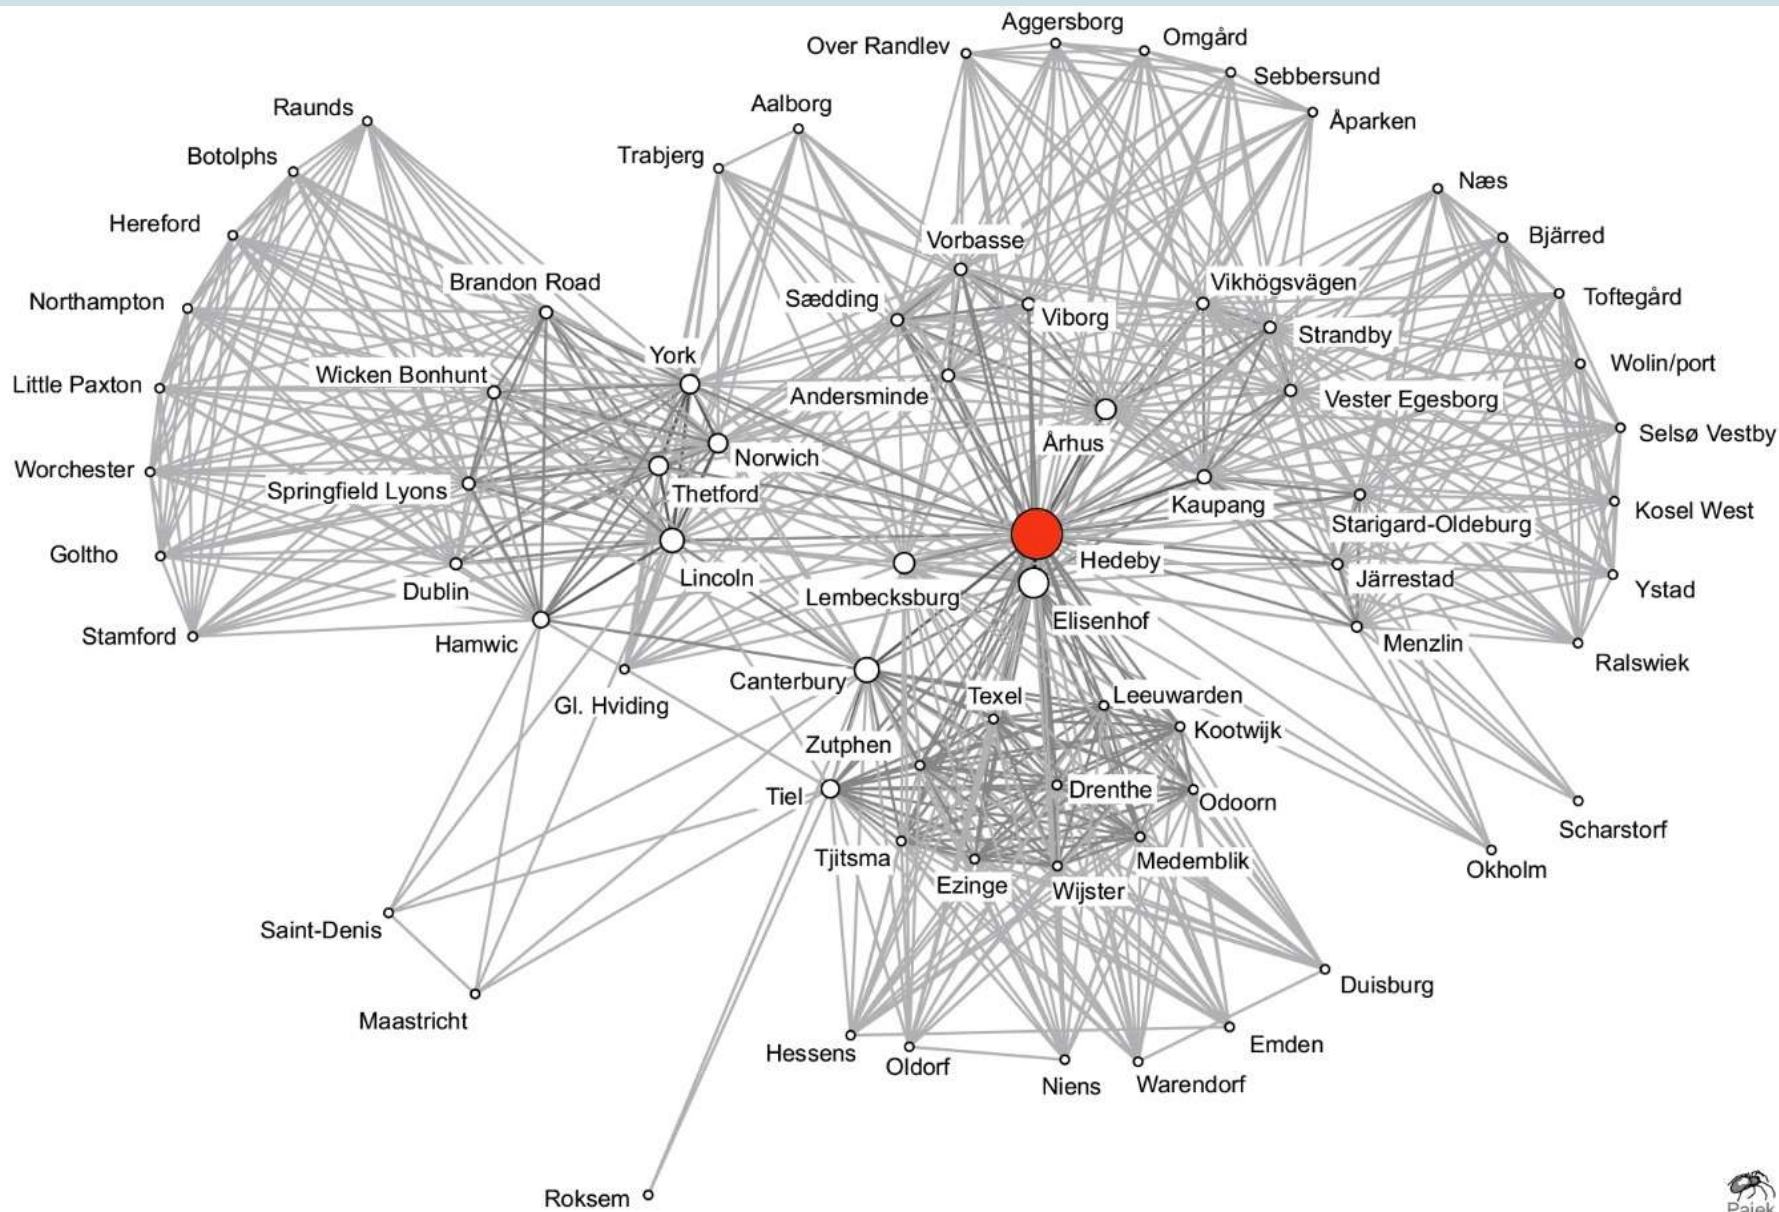 Aggersborg
Over Randlev
Omgård
Sebbersund
Åparken
Aalborg
Raunds
Trabjerg
Botolphs
Næs
Hereford
Bjärred
Vorbasse
Brandon Road
Vikhögsvägen
Northampton
Sædding
Toftegård
Viborg
Strandby
York
Wolin/port
Wicken Bonhunt
Little Paxton
Andersminde
Vester Egesborg
Selsø Vestby
Århus
Norwich
Worchester
Springfield Lyons
Thetford
Kaupang
Kosel West
Starigard-Oldeburg
Goltho
Hedeby
Lincoln
Järrestad
Dublin
Lembecksburg
Ystad
Elisenhof
Stamford
Hamwic
Menzlin
Ralswiek
Canterbury
Texel
Leeuwarden
Gl. Hviding
Kootwijk
Zutphen
Tiel
Drenthe
Odoorn
Scharstorf
Tjitsma
Medemblik
Okholm
Ezinge
Wijster
Saint-Denis
Duisburg
Maastricht
Hessens
Emden
Oldorf
Niens
Warendorf
Roksem
Pajek